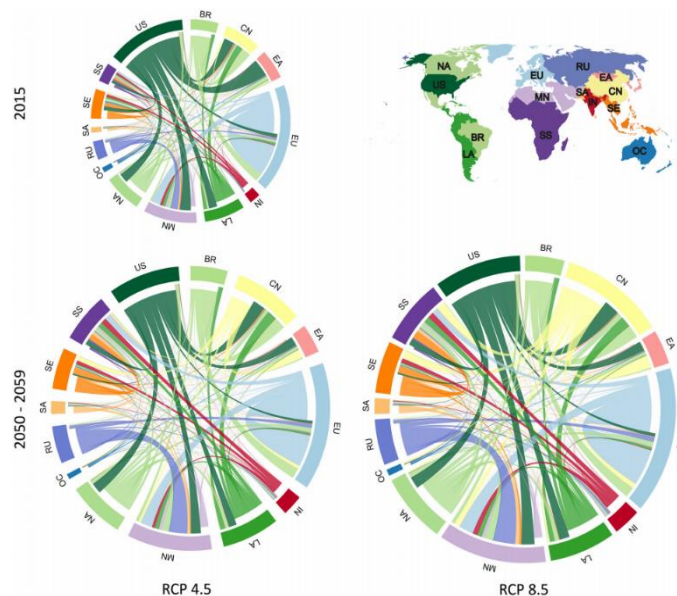 2015
US
BR
CN
EA
EU
IN
LA
MN
NA
OC
RU
SA
SE
SS
NA
US
BR
LA
EU
MN
SS
RU
EA
CN
SA
IN
SE
OC
2050 - 2059
US
BR
CN
EA
EU
IN
LA
MN
NA
OC
RU
SA
SE
SS
RCP 4.5
US
BR
CN
EA
EU
IN
LA
MN
NA
OC
RU
SA
SE
SS
RCP 8.5